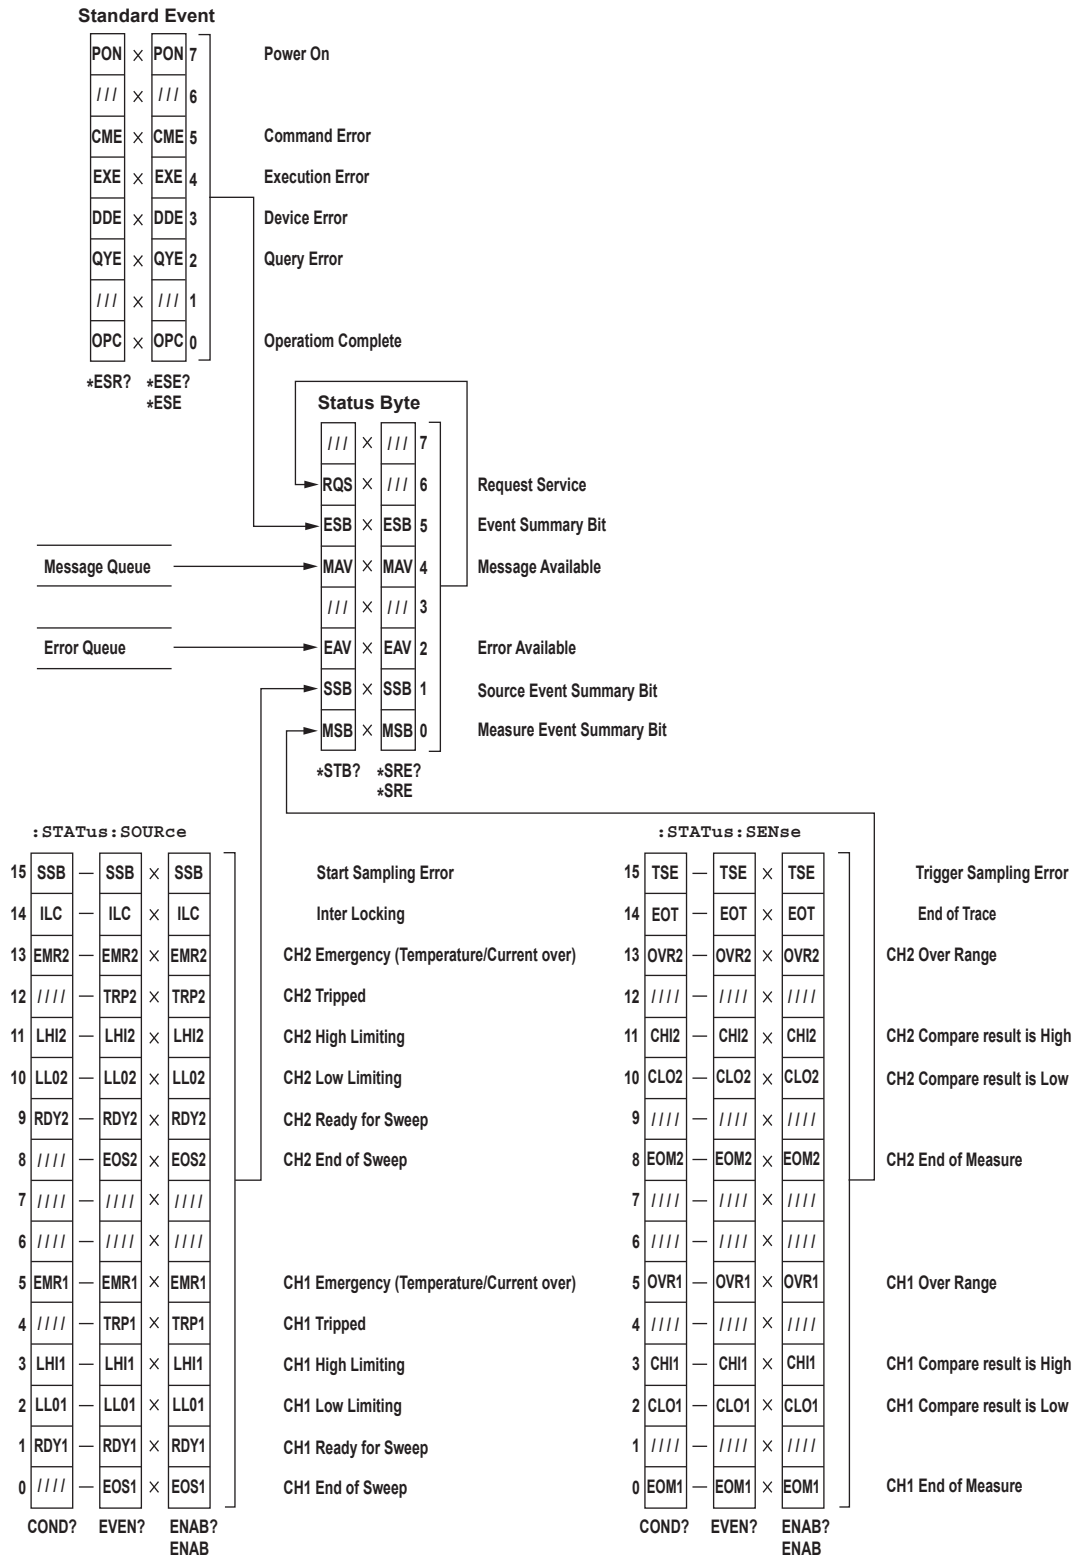 Standard Event
PON × PON 7 Power On
/// × /// 6
CME × CME 5 Command Error
EXE × EXE 4 Execution Error
DDE × DDE 3 Device Error
QYE × QYE 2 Query Error
/// × /// 1
OPC × OPC 0 Operatiom Complete
*ESR? *ESE?
*ESE
Status Byte
/// × /// 7
RQS × /// 6 Request Service
ESB × ESB 5 Event Summary Bit
Message Queue MAV × MAV 4 Message Available
/// × /// 3
Error Queue EAV × EAV 2 Error Available
SSB × SSB 1 Source Event Summary Bit
MSB × MSB 0 Measure Event Summary Bit
*STB? *SRE?
*SRE
:STATus:SOURce
15 SSB — SSB × SSB Start Sampling Error
14 ILC — ILC × ILC Inter Locking
13 EMR2 — EMR2 × EMR2 CH2 Emergency (Temperature/Current over)
12 //// — TRP2 × TRP2 CH2 Tripped
11 LHI2 — LHI2 × LHI2 CH2 High Limiting
10 LL02 — LL02 × LL02 CH2 Low Limiting
9 RDY2 — RDY2 × RDY2 CH2 Ready for Sweep
8 //// — EOS2 × EOS2 CH2 End of Sweep
7 //// — //// × ////
6 //// — //// × ////
5 EMR1 — EMR1 × EMR1 CH1 Emergency (Temperature/Current over)
4 //// — TRP1 × TRP1 CH1 Tripped
3 LHI1 — LHI1 × LHI1 CH1 High Limiting
2 LL01 — LL01 × LL01 CH1 Low Limiting
1 RDY1 — RDY1 × RDY1 CH1 Ready for Sweep
0 //// — EOS1 × EOS1 CH1 End of Sweep
COND? EVEN? ENAB?
ENAB
:STATus:SENse
15 TSE — TSE × TSE Trigger Sampling Error
14 EOT — EOT × EOT End of Trace
13 OVR2 — OVR2 × OVR2 CH2 Over Range
12 //// — //// × ////
11 CHI2 — CHI2 × CHI2 CH2 Compare result is High
10 CLO2 — CLO2 × CLO2 CH2 Compare result is Low
9 //// — //// × ////
8 EOM2 — EOM2 × EOM2 CH2 End of Measure
7 //// — //// × ////
6 //// — //// × ////
5 OVR1 — OVR1 × OVR1 CH1 Over Range
4 //// — //// × ////
3 CHI1 — CHI1 × CHI1 CH1 Compare result is High
2 CLO1 — CLO1 × CLO1 CH1 Compare result is Low
1 //// — //// × ////
0 EOM1 — EOM1 × EOM1 CH1 End of Measure
COND? EVEN? ENAB?
ENAB